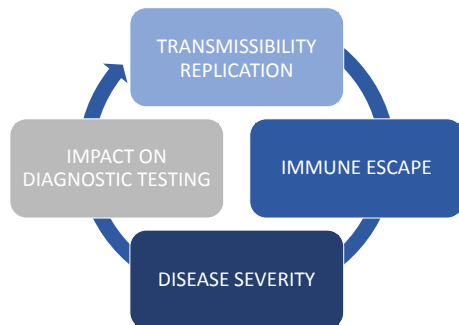 TRANSMISSIBILITY
REPLICATION
IMMUNE ESCAPE
DISEASE SEVERITY
IMPACT ON
DIAGNOSTIC TESTING